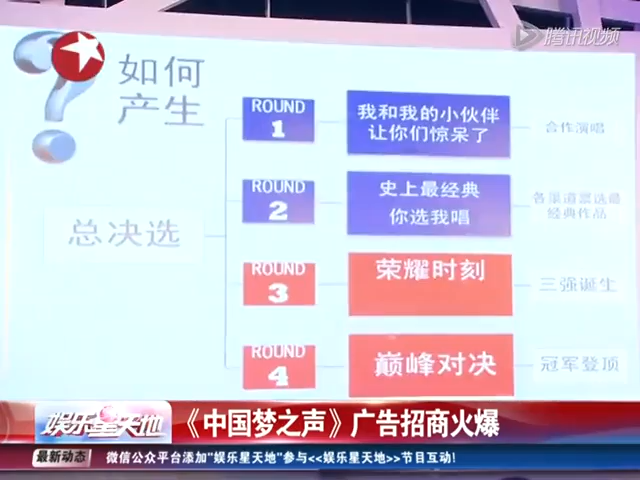 腾讯视频
如何
产生
总决选
ROUND
1
我和我的小伙伴
让你们惊呆了
合作演唱
ROUND
2
史上最经典
你选我唱
各渠道票选最
经典作品
ROUND
3
荣耀时刻
三强诞生
ROUND
4
巅峰对决
冠军登顶
娱乐星天地
《中国梦之声》广告招商火爆
最新动态
微信公众平台添加"娱乐星天地"参与<<娱乐星天地>>节目互动!